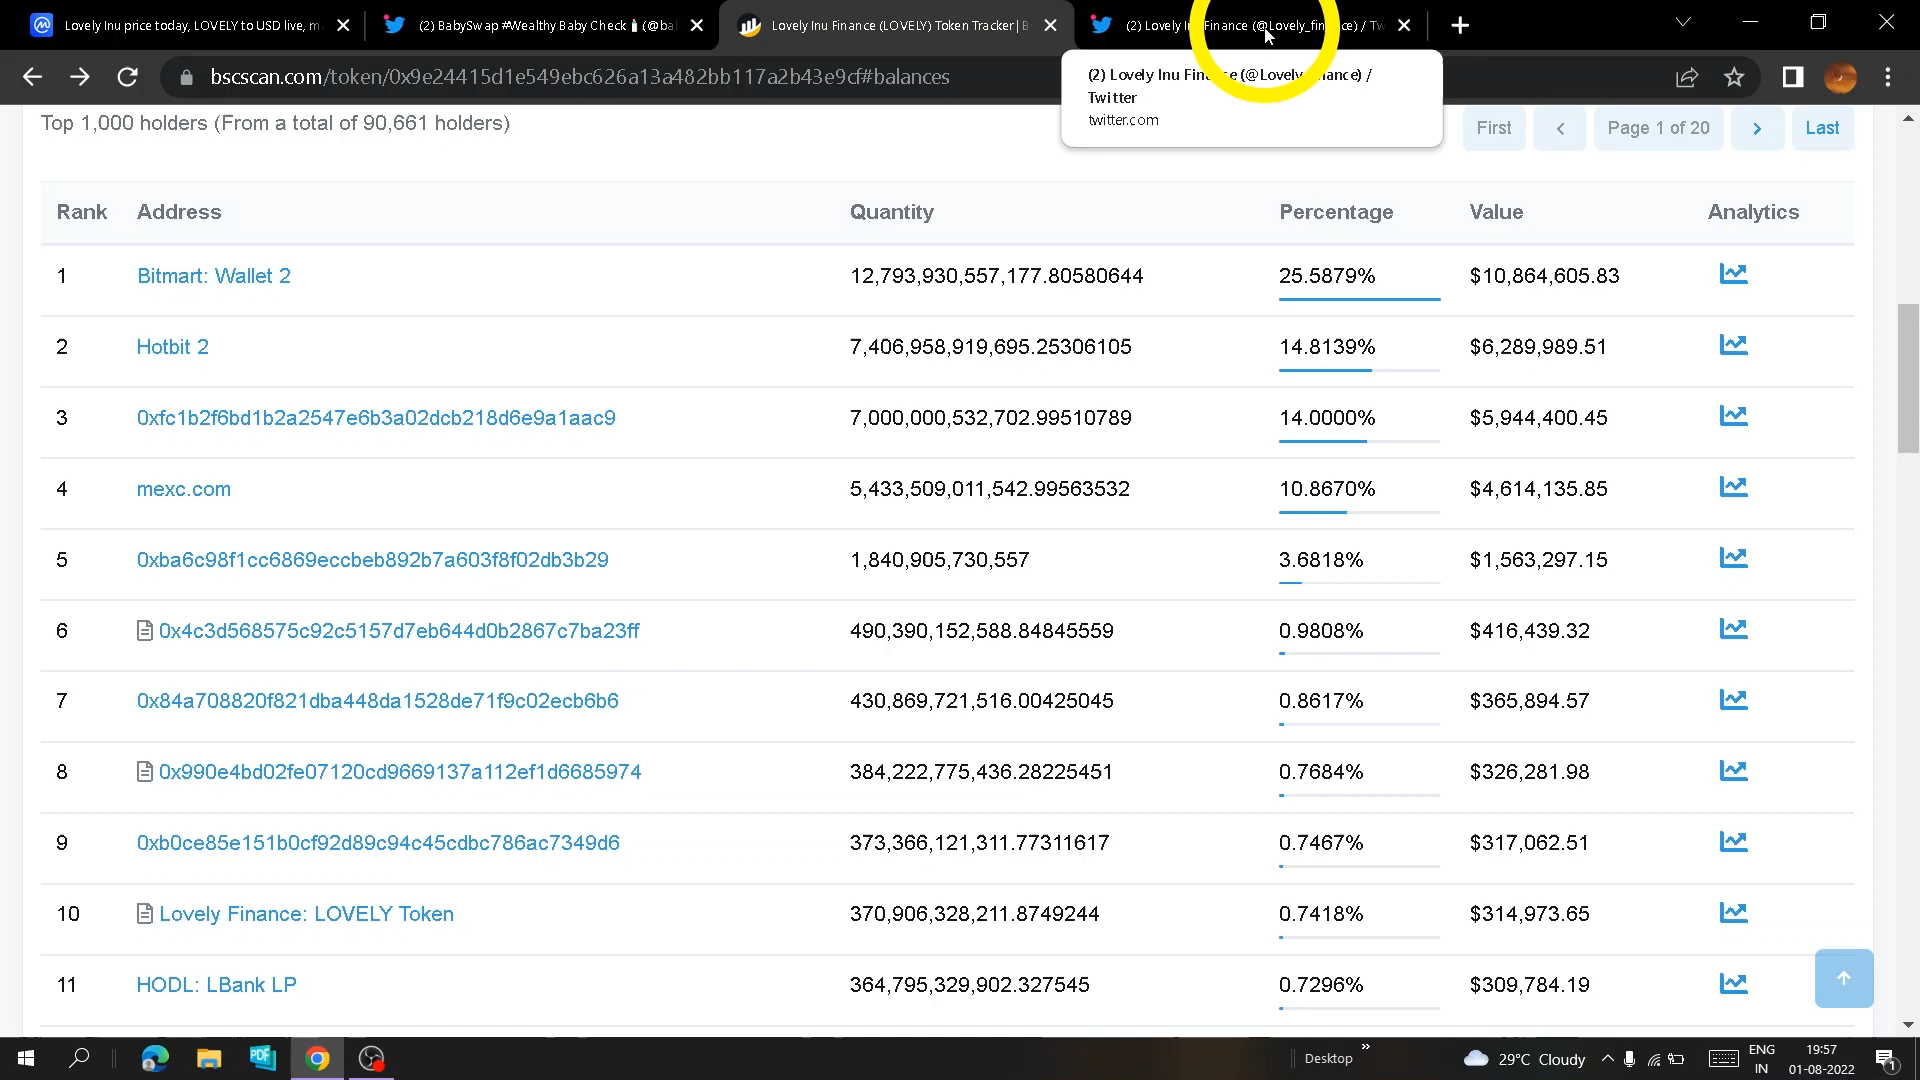 Lovely Inu price today, LOVELY to USD live, m
(2) BabySwap #Wealthy Baby Check 🍼 (@ba
Lovely Inu Finance (LOVELY) Token Tracker | B
(2) Lovely Inu Finance (@Lovely_finance) / Tw
bscscan.com/token/0x9e24415d1e549ebc626a13a482bb117a2b43e9cf#balances
(2) Lovely Inu Finance (@Lovely_finance) /
Twitter
twitter.com
Top 1,000 holders (From a total of 90,661 holders)
First
Page 1 of 20
Last
Rank Address Quantity Percentage Value Analytics
1 Bitmart: Wallet 2 12,793,930,557,177.80580644 25.5879% $10,864,605.83
2 Hotbit 2 7,406,958,919,695.25306105 14.8139% $6,289,989.51
3 0xfc1b2f6bd1b2a2547e6b3a02dcb218d6e9a1aac9 7,000,000,532,702.99510789 14.0000% $5,944,400.45
4 mexc.com 5,433,509,011,542.99563532 10.8670% $4,614,135.85
5 0xba6c98f1cc6869eccbeb892b7a603f8f02db3b29 1,840,905,730,557 3.6818% $1,563,297.15
6 0x4c3d568575c92c5157d7eb644d0b2867c7ba23ff 490,390,152,588.84845559 0.9808% $416,439.32
7 0x84a708820f821dba448da1528de71f9c02ecb6b6 430,869,721,516.00425045 0.8617% $365,894.57
8 0x990e4bd02fe07120cd9669137a112ef1d6685974 384,222,775,436.28225451 0.7684% $326,281.98
9 0xb0ce85e151b0cf92d89c94c45cdbc786ac7349d6 373,366,121,311.77311617 0.7467% $317,062.51
10 Lovely Finance: LOVELY Token 370,906,328,211.8749244 0.7418% $314,973.65
11 HODL: LBank LP 364,795,329,902.327545 0.7296% $309,784.19
Desktop
29°C Cloudy
ENG
IN
19:57
01-08-2022
1